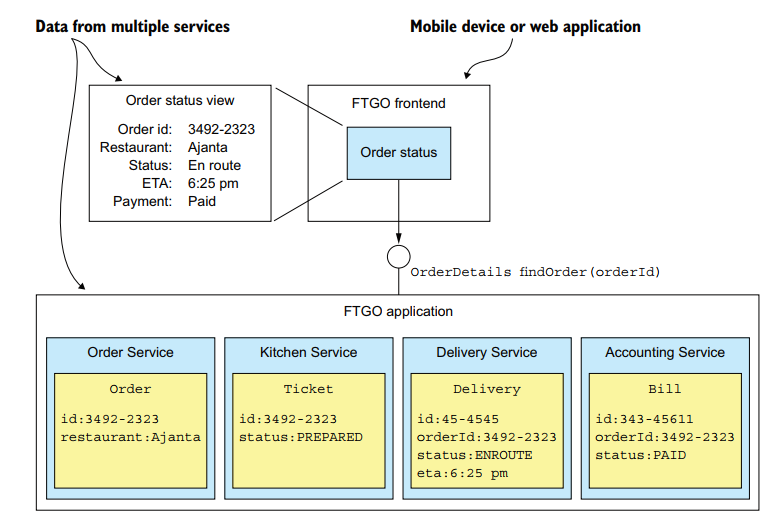 Data from multiple services
Mobile device or web application
Order status view
Order id: 3492-2323
Restaurant: Ajanta
Status: En route
ETA: 6:25 pm
Payment: Paid
FTGO frontend
Order status
OrderDetails findOrder(orderId)
FTGO application
Order Service
Order
id:3492-2323
restaurant:Ajanta
Kitchen Service
Ticket
id:3492-2323
status:PREPARED
Delivery Service
Delivery
id:45-4545
orderId:3492-2323
status:ENROUTE
eta:6:25 pm
Accounting Service
Bill
id:343-45611
orderId:3492-2323
status:PAID